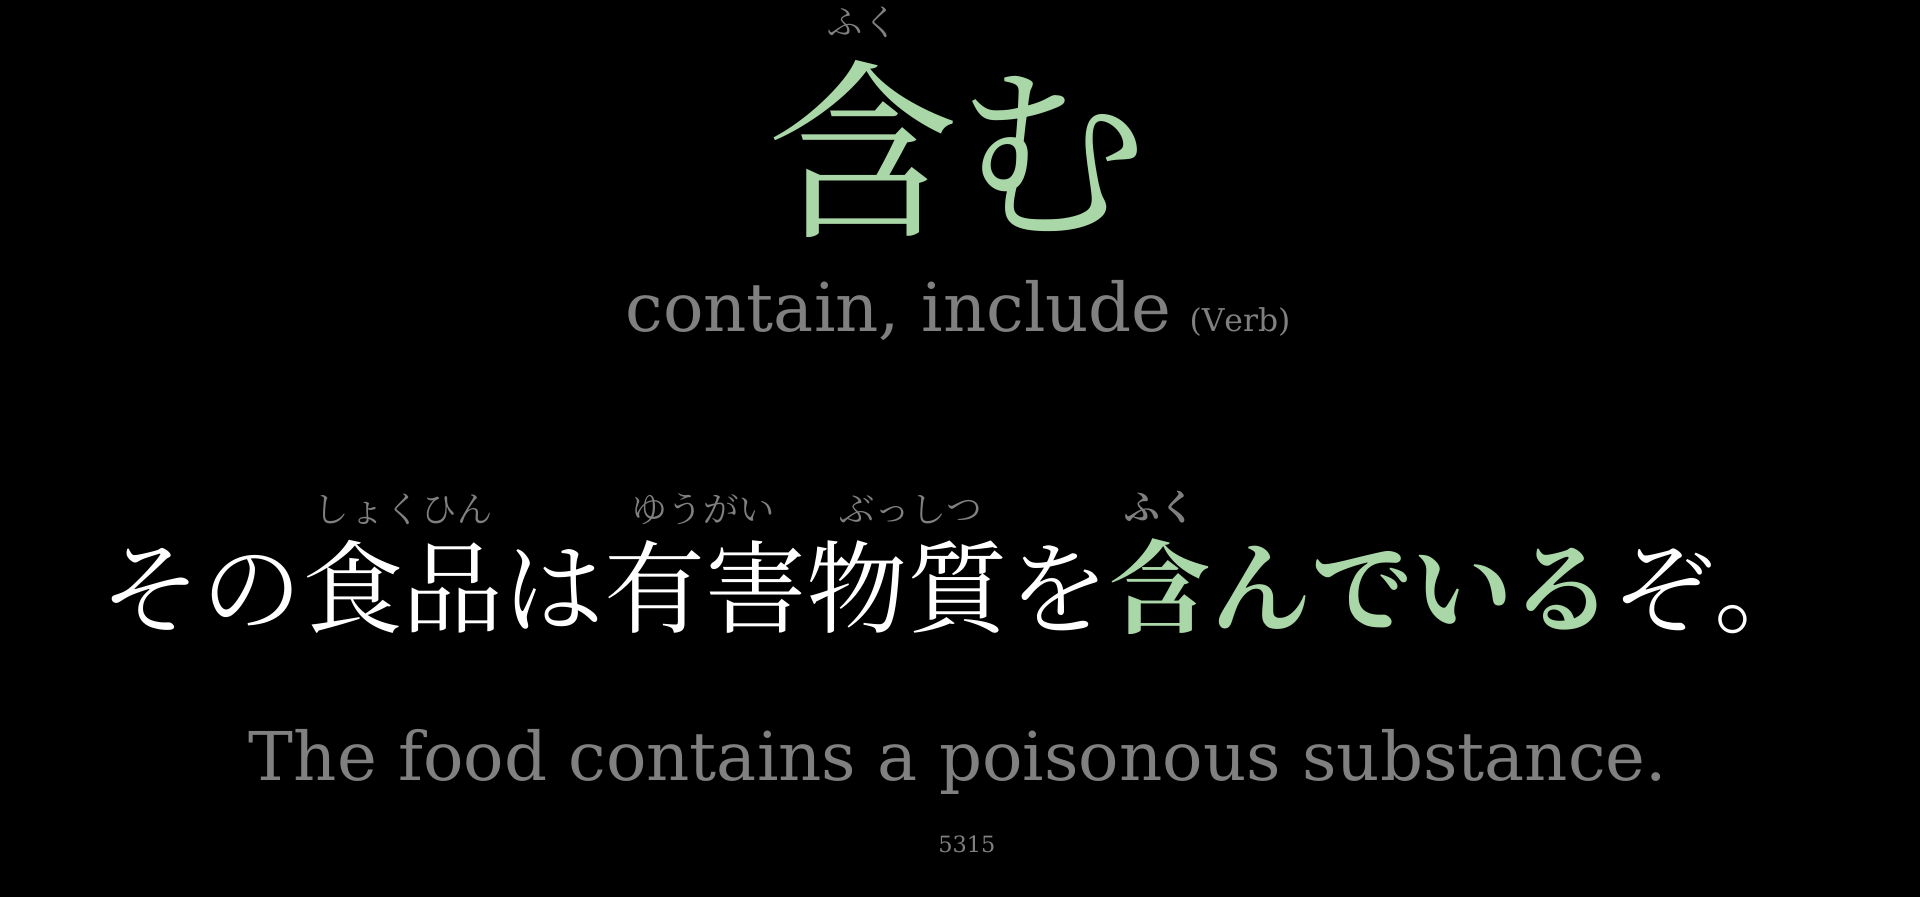 ふく
含む
contain, include (Verb)
しょくひん ゆうがい ぶっしつ ふく
その食品は有害物質を含んでいるぞ。
The food contains a poisonous substance.
5315